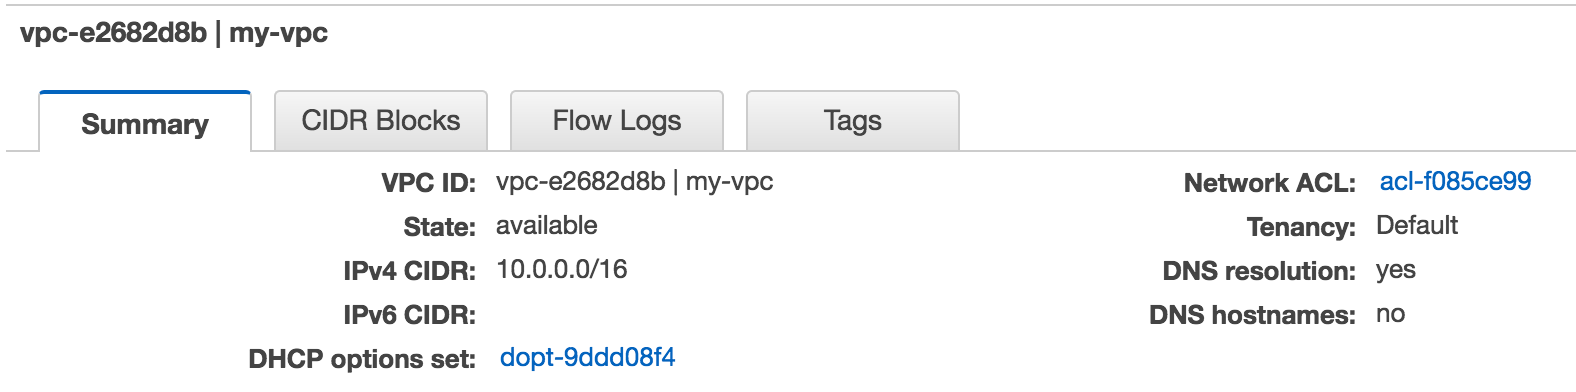 vpc-e2682d8b | my-vpc
Summary
CIDR Blocks
Flow Logs
Tags
VPC ID: vpc-e2682d8b | my-vpc
State: available
IPv4 CIDR: 10.0.0.0/16
IPv6 CIDR:
DHCP options set: dopt-9ddd08f4
Network ACL: acl-f085ce99
Tenancy: Default
DNS resolution: yes
DNS hostnames: no